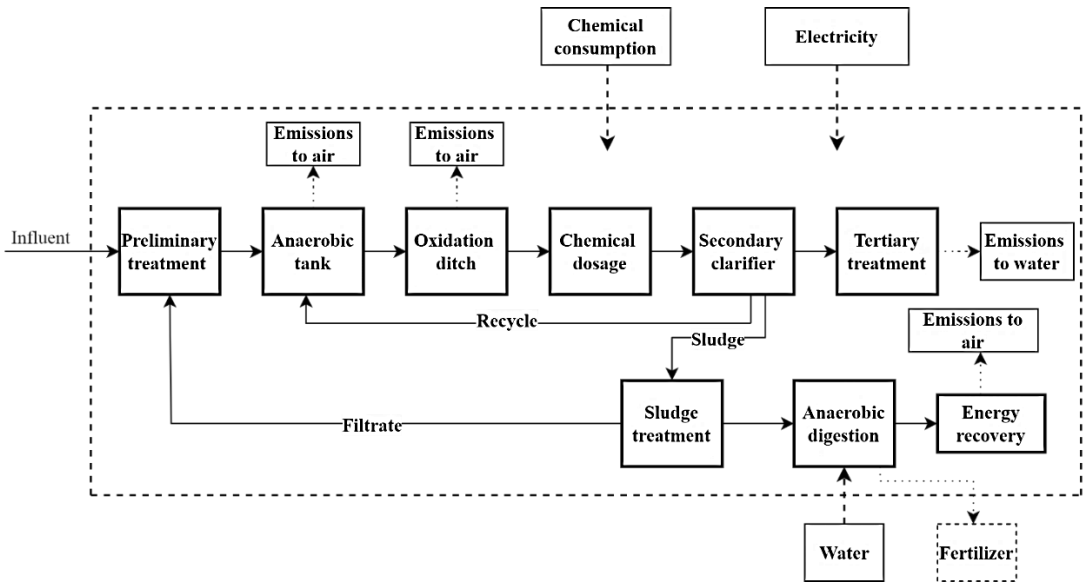 Chemical
consumption
Electricity
Emissions
to air
Emissions
to air
Influent
Preliminary
treatment
Anaerobic
tank
Oxidation
ditch
Chemical
dosage
Secondary
clarifier
Tertiary
treatment
Emissions
to water
Recycle
Sludge
Emissions to
air
Filtrate
Sludge
treatment
Anaerobic
digestion
Energy
recovery
Water
Fertilizer